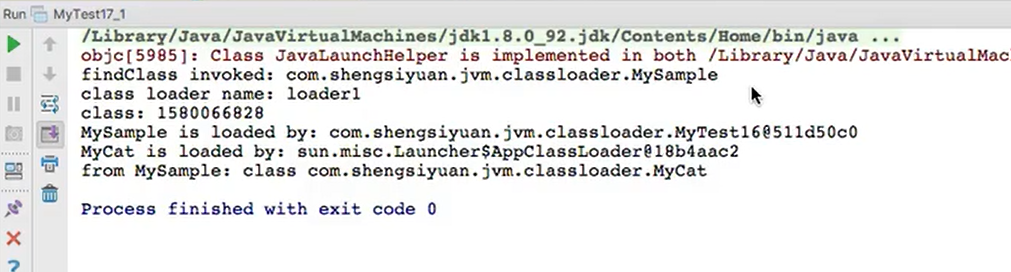 Run MyTest17_1
/Library/Java/JavaVirtualMachines/jdk1.8.0_92.jdk/Contents/Home/bin/java ...
objc[5985]: Class JavaLaunchHelper is implemented in both /Library/Java/JavaVirtualMac
findClass invoked: com.shengsiyuan.jvm.classloader.MySample
class loader name: loader1
class: 1580066828
MySample is loaded by: com.shengsiyuan.jvm.classloader.MyTest16@511d50c0
MyCat is loaded by: sun.misc.Launcher$AppClassLoader@18b4aac2
from MySample: class com.shengsiyuan.jvm.classloader.MyCat
Process finished with exit code 0